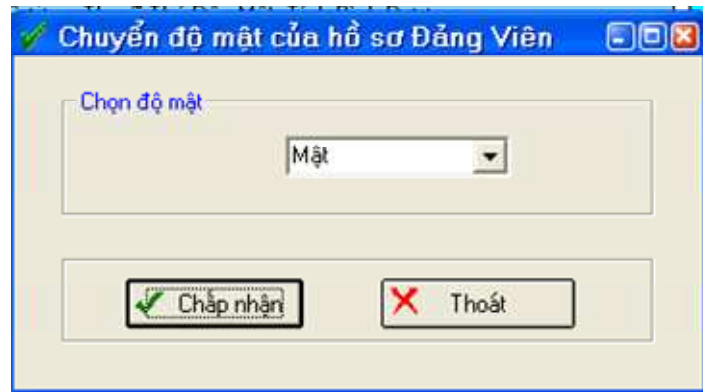 Chuyển độ mật của hồ sơ Đảng Viên
Chọn độ mật
Mật
Chấp nhận
Thoát